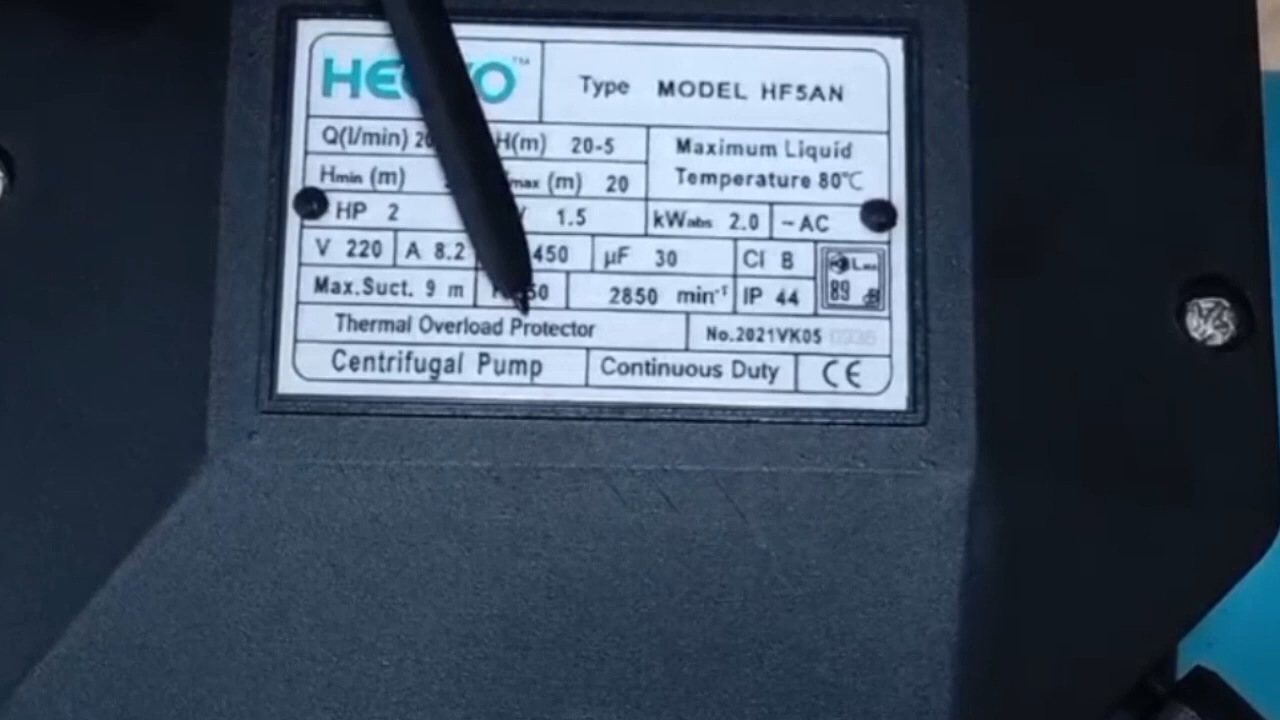 Type MODEL HF5AN
Q(l/min) H(m) 20-5
Maximum Liquid
Temperature 80℃
Hmin (m) (m) 20
HP 2 1.5 kWabs 2.0 ~AC
V 220 A 8.2 450 µF 30 Cl B
89
Max.Suct. 9 m 2850 min⁻¹ IP 44
Thermal Overload Protector No.2021VK05
Centrifugal Pump Continuous Duty CE